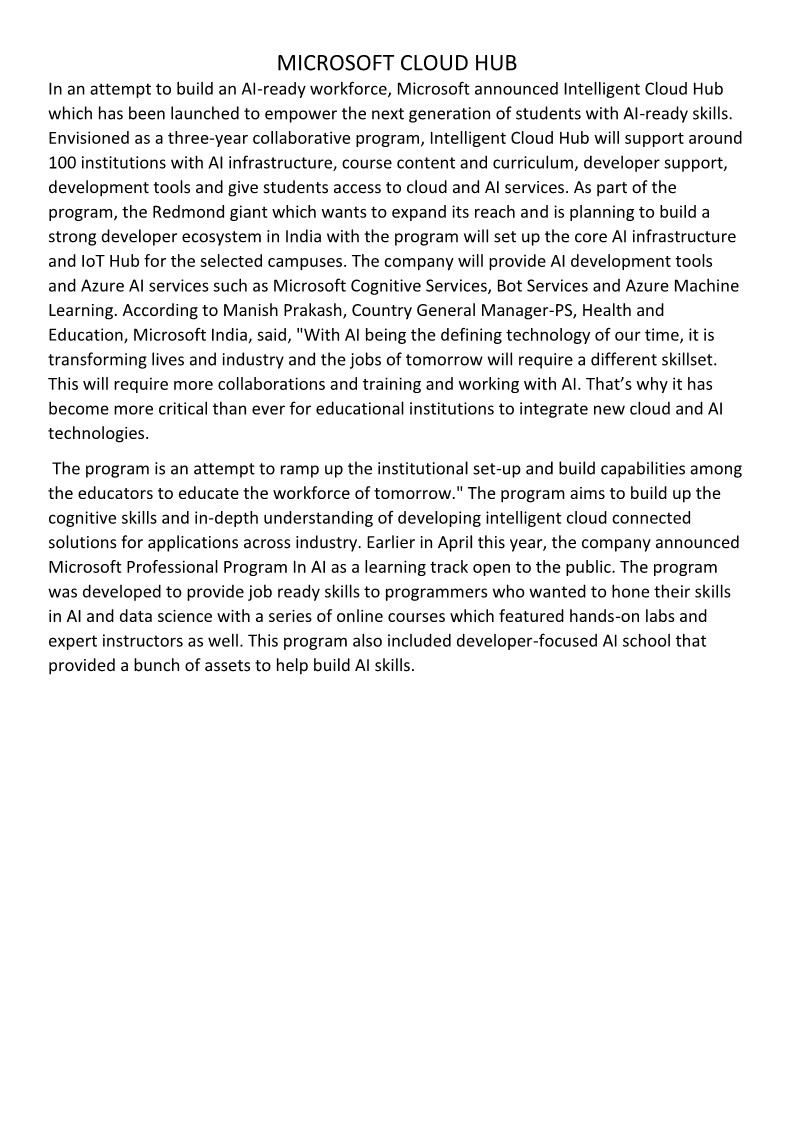 MICROSOFT CLOUD HUB
In an attempt to build an AI-ready workforce, Microsoft announced Intelligent Cloud Hub
which has been launched to empower the next generation of students with AI-ready skills.
Envisioned as a three-year collaborative program, Intelligent Cloud Hub will support around
100 institutions with AI infrastructure, course content and curriculum, developer support,
development tools and give students access to cloud and AI services. As part of the
program, the Redmond giant which wants to expand its reach and is planning to build a
strong developer ecosystem in India with the program will set up the core AI infrastructure
and IoT Hub for the selected campuses. The company will provide AI development tools
and Azure AI services such as Microsoft Cognitive Services, Bot Services and Azure Machine
Learning. According to Manish Prakash, Country General Manager-PS, Health and
Education, Microsoft India, said, "With AI being the defining technology of our time, it is
transforming lives and industry and the jobs of tomorrow will require a different skillset.
This will require more collaborations and training and working with AI. That’s why it has
become more critical than ever for educational institutions to integrate new cloud and AI
technologies.
The program is an attempt to ramp up the institutional set-up and build capabilities among
the educators to educate the workforce of tomorrow." The program aims to build up the
cognitive skills and in-depth understanding of developing intelligent cloud connected
solutions for applications across industry. Earlier in April this year, the company announced
Microsoft Professional Program In AI as a learning track open to the public. The program
was developed to provide job ready skills to programmers who wanted to hone their skills
in AI and data science with a series of online courses which featured hands-on labs and
expert instructors as well. This program also included developer-focused AI school that
provided a bunch of assets to help build AI skills.